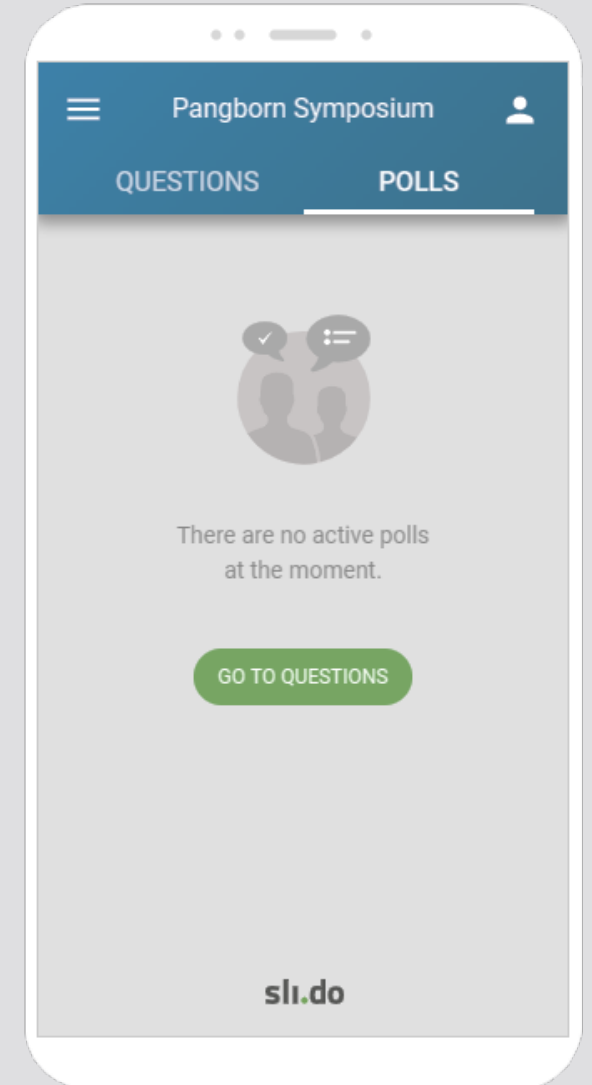 Pangborn Symposium
QUESTIONS POLLS
There are no active polls
at the moment.
GO TO QUESTIONS
sli.do